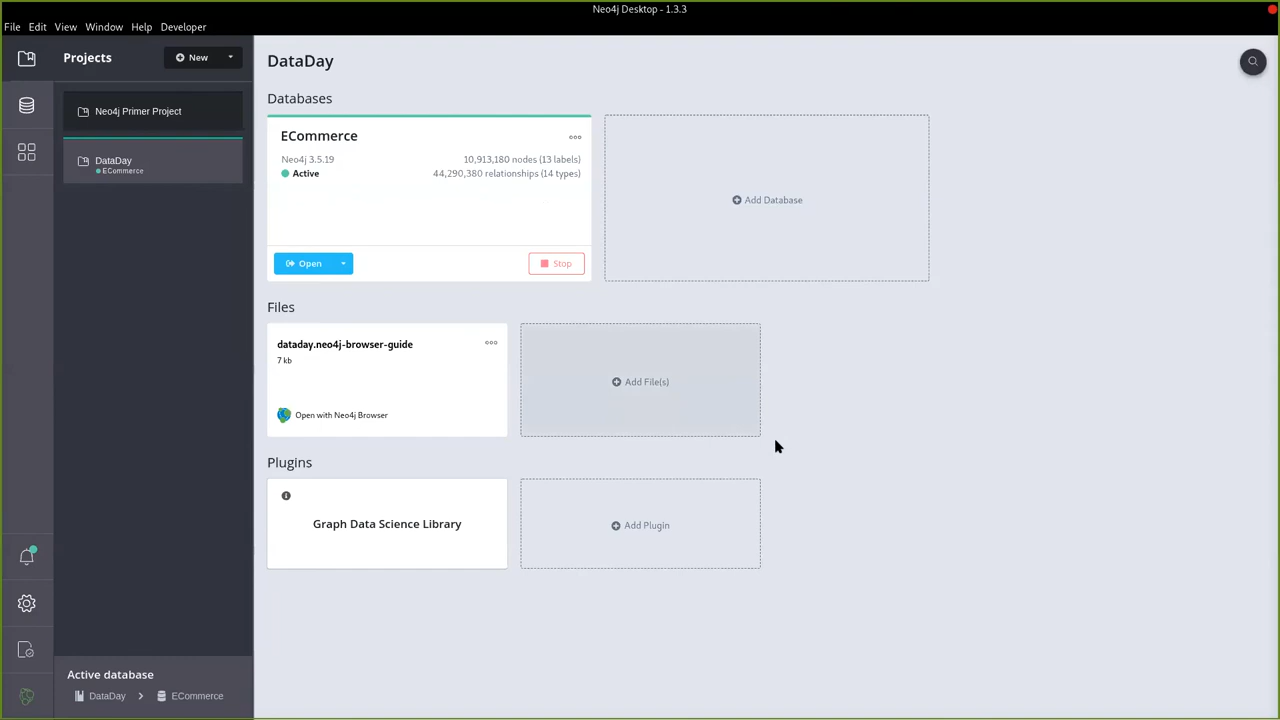 Neo4j Desktop - 1.3.3
File Edit View Window Help Developer
Projects
New
Neo4j Primer Project
DataDay
ECommerce
DataDay
Databases
ECommerce
Neo4j 3.5.19
10,913,180 nodes (13 labels)
Active
44,290,380 relationships (14 types)
Open
Stop
Add Database
Files
dataday.neo4j-browser-guide
7 kb
Open with Neo4j Browser
Add File(s)
Plugins
Graph Data Science Library
Add Plugin
Active database
DataDay > ECommerce